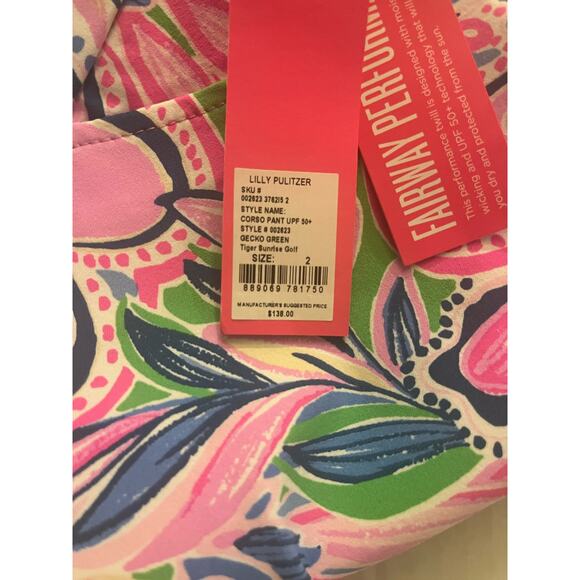 LILLY PULITZER
SKU #
002623 3762I5 2
STYLE NAME:
CORSO PANT UPF 50+
STYLE # 002623
GECKO GREEN
Tiger Sunrise Golf
SIZE: 2
889069 781750
MANUFACTURER'S SUGGESTED PRICE
$138.00
FAIRWAY PERFORM
This performance twill is designed with mois
wicking and UPF 50+ technology that will
you dry and protected from the sun.